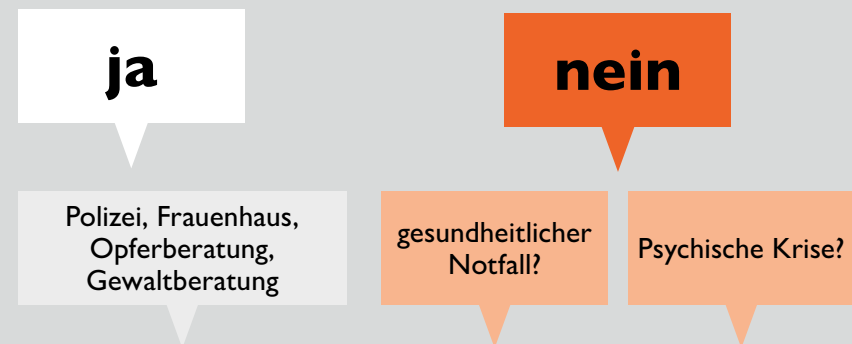 ja
nein
Polizei, Frauenhaus,
Opferberatung,
Gewaltberatung
gesundheitlicher
Notfall?
Psychische Krise?